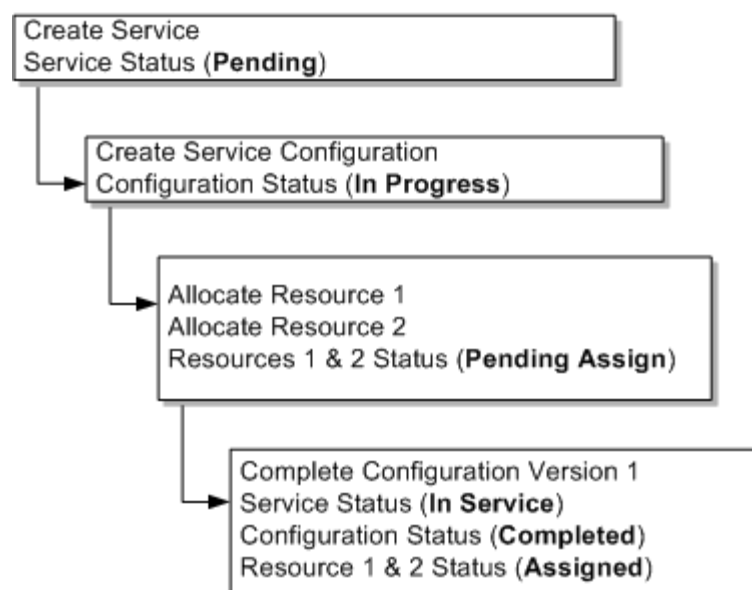 Create Service
Service Status (Pending)
Create Service Configuration
Configuration Status (In Progress)
Allocate Resource 1
Allocate Resource 2
Resources 1 & 2 Status (Pending Assign)
Complete Configuration Version 1
Service Status (In Service)
Configuration Status (Completed)
Resource 1 & 2 Status (Assigned)